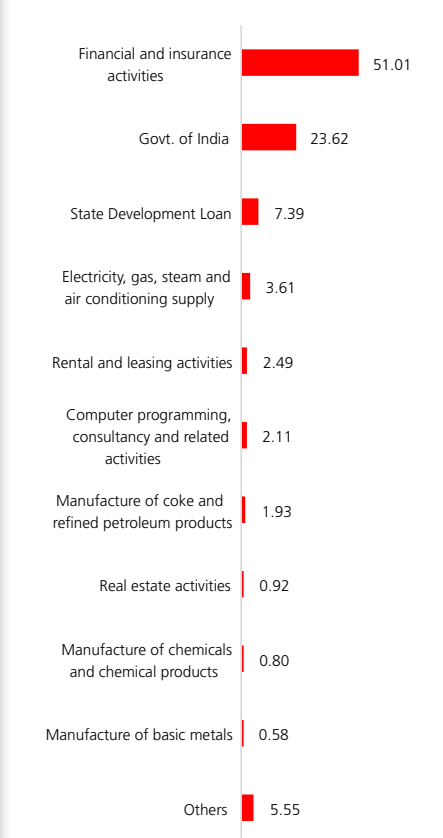 Financial and insurance
activities
51.01
Govt. of India
23.62
State Development Loan
7.39
Electricity, gas, steam and
air conditioning supply
3.61
Rental and leasing activities
2.49
Computer programming,
consultancy and related
activities
2.11
Manufacture of coke and
refined petroleum products
1.93
Real estate activities
0.92
Manufacture of chemicals
and chemical products
0.80
Manufacture of basic metals
0.58
Others
5.55